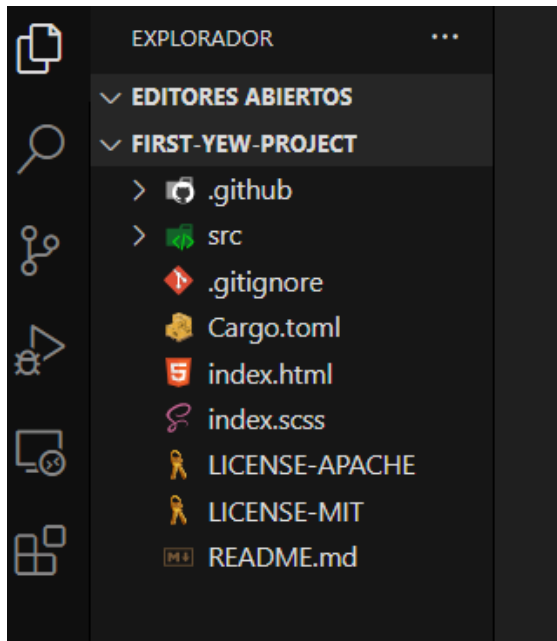 EXPLORADOR
EDITORES ABIERTOS
FIRST-YEW-PROJECT
.github
src
.gitignore
Cargo.toml
index.html
index.scss
LICENSE-APACHE
LICENSE-MIT
README.md